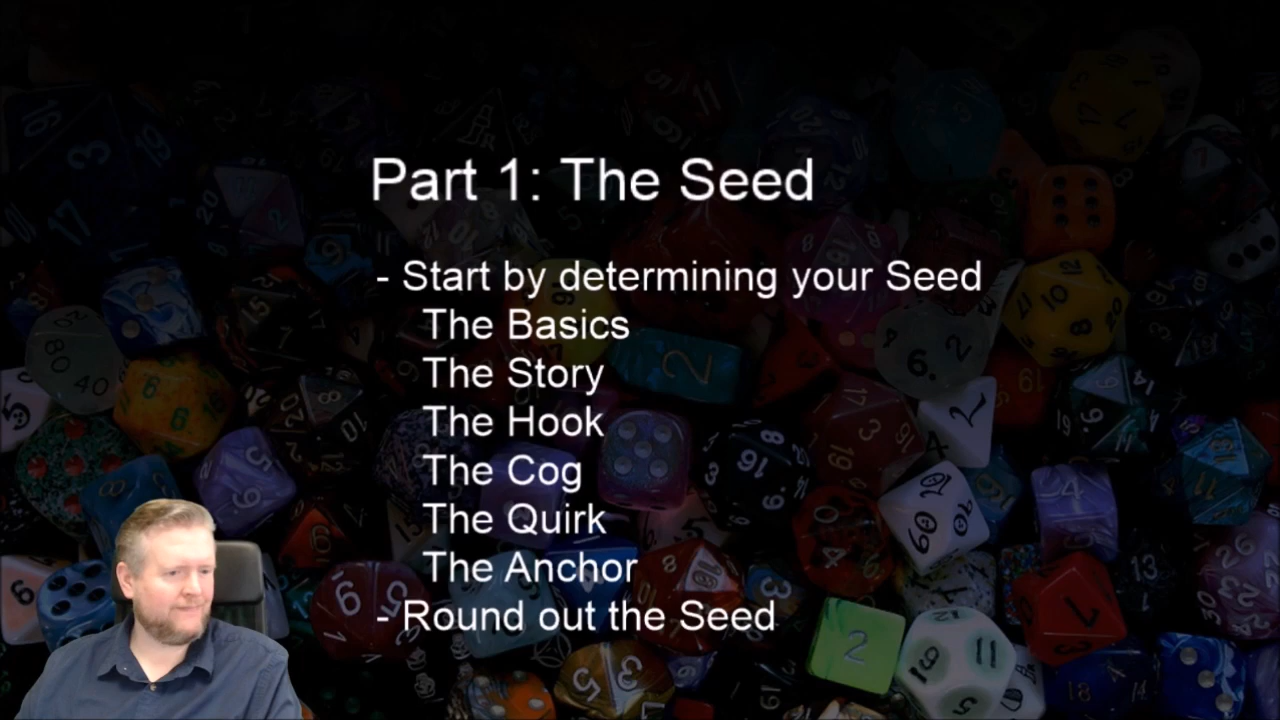 Part 1: The Seed
- Start by determining your Seed
The Basics
The Story
The Hook
The Cog
The Quirk
The Anchor
- Round out the Seed